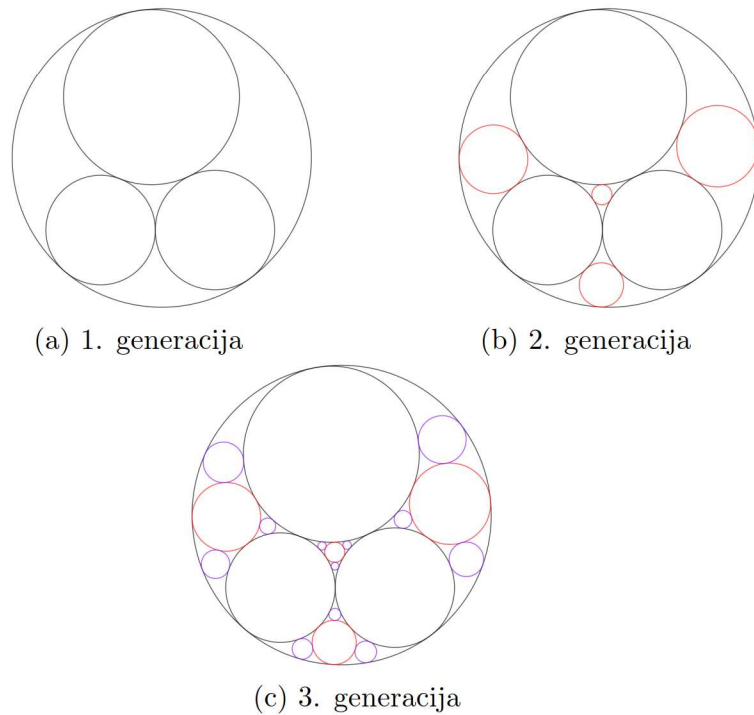 (a) 1. generacija
(b) 2. generacija
(c) 3. generacija